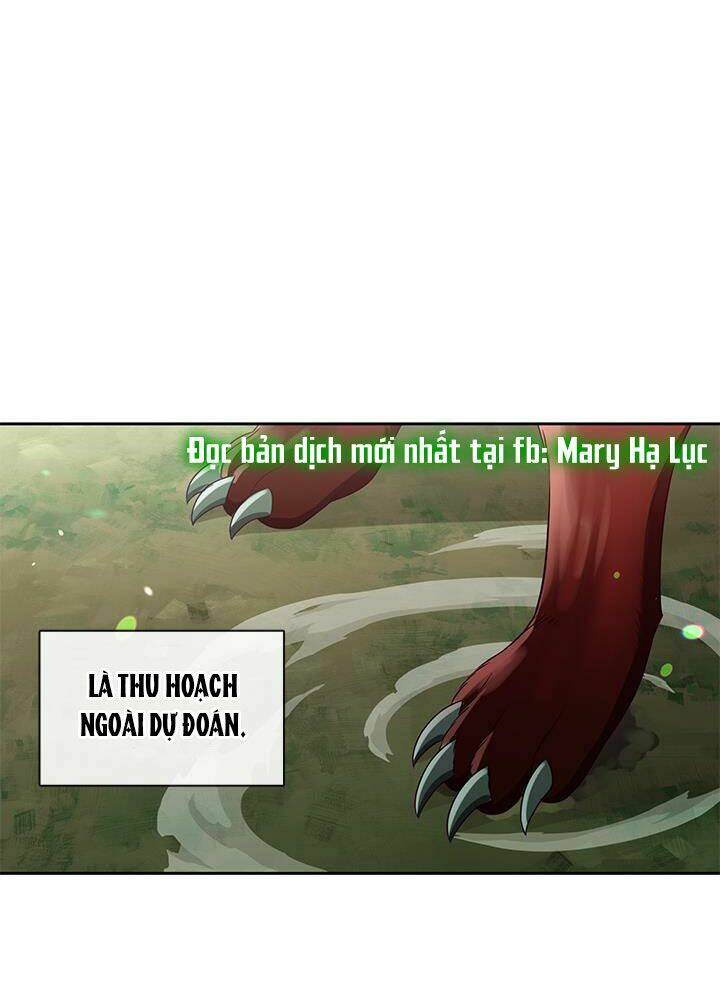 Đọc bản dịch mới nhất tại fb: Mary Hạ Lục
LÀ THU HOẠCH
NGOÀI DỰ ĐOÁN.